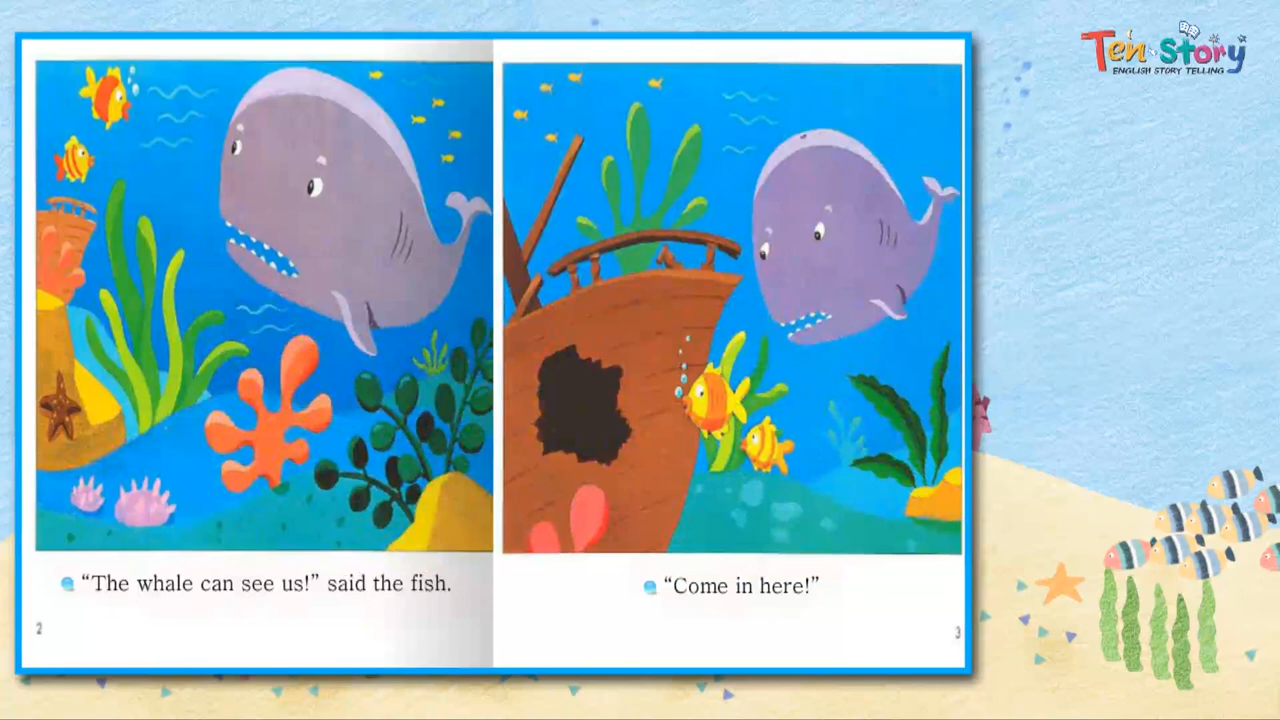 Ten Story
ENGLISH STORY TELLING
“The whale can see us!” said the fish.
“Come in here!”
2
3